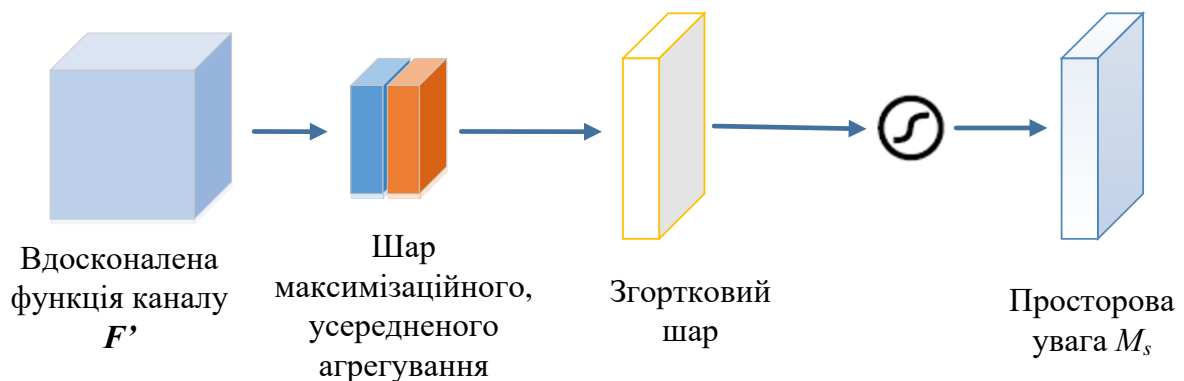 Вдосконалена
функція каналу
F’
Шар
максимізаційного,
усередненого
агрегування
Згортковий
шар
Просторова
увага Ms